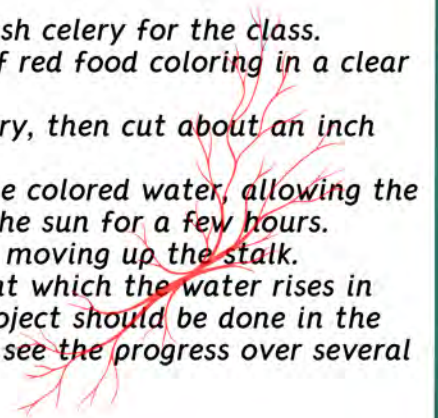 sh celery for the class.
f red food coloring in a clear
ry, then cut about an inch
e colored water, allowing the
he sun for a few hours.
moving up the stalk.
at which the water rises in
oject should be done in the
see the progress over several